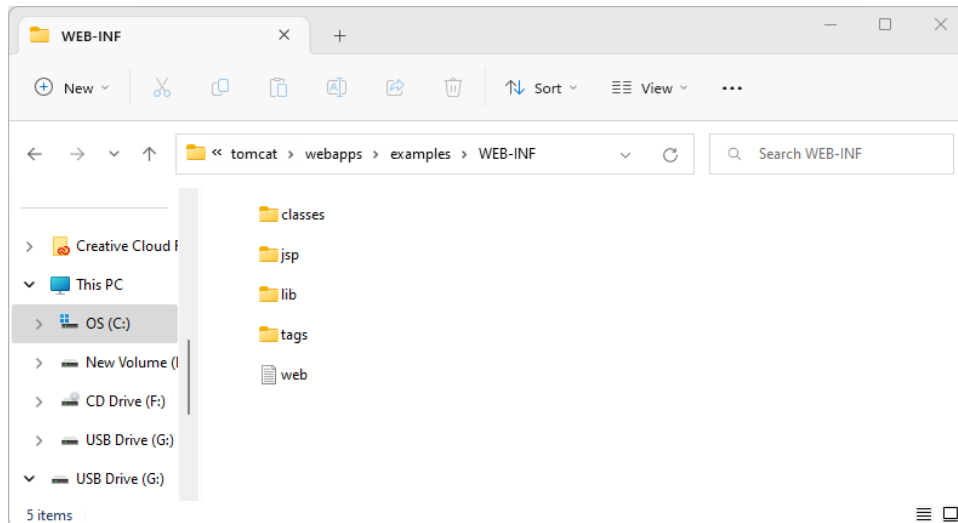 WEB-INF
New
Sort
View
« tomcat > webapps > examples > WEB-INF
Search WEB-INF
Creative Cloud F
This PC
OS (C:)
New Volume (
CD Drive (F:)
USB Drive (G:)
USB Drive (G:)
classes
jsp
lib
tags
web
5 items